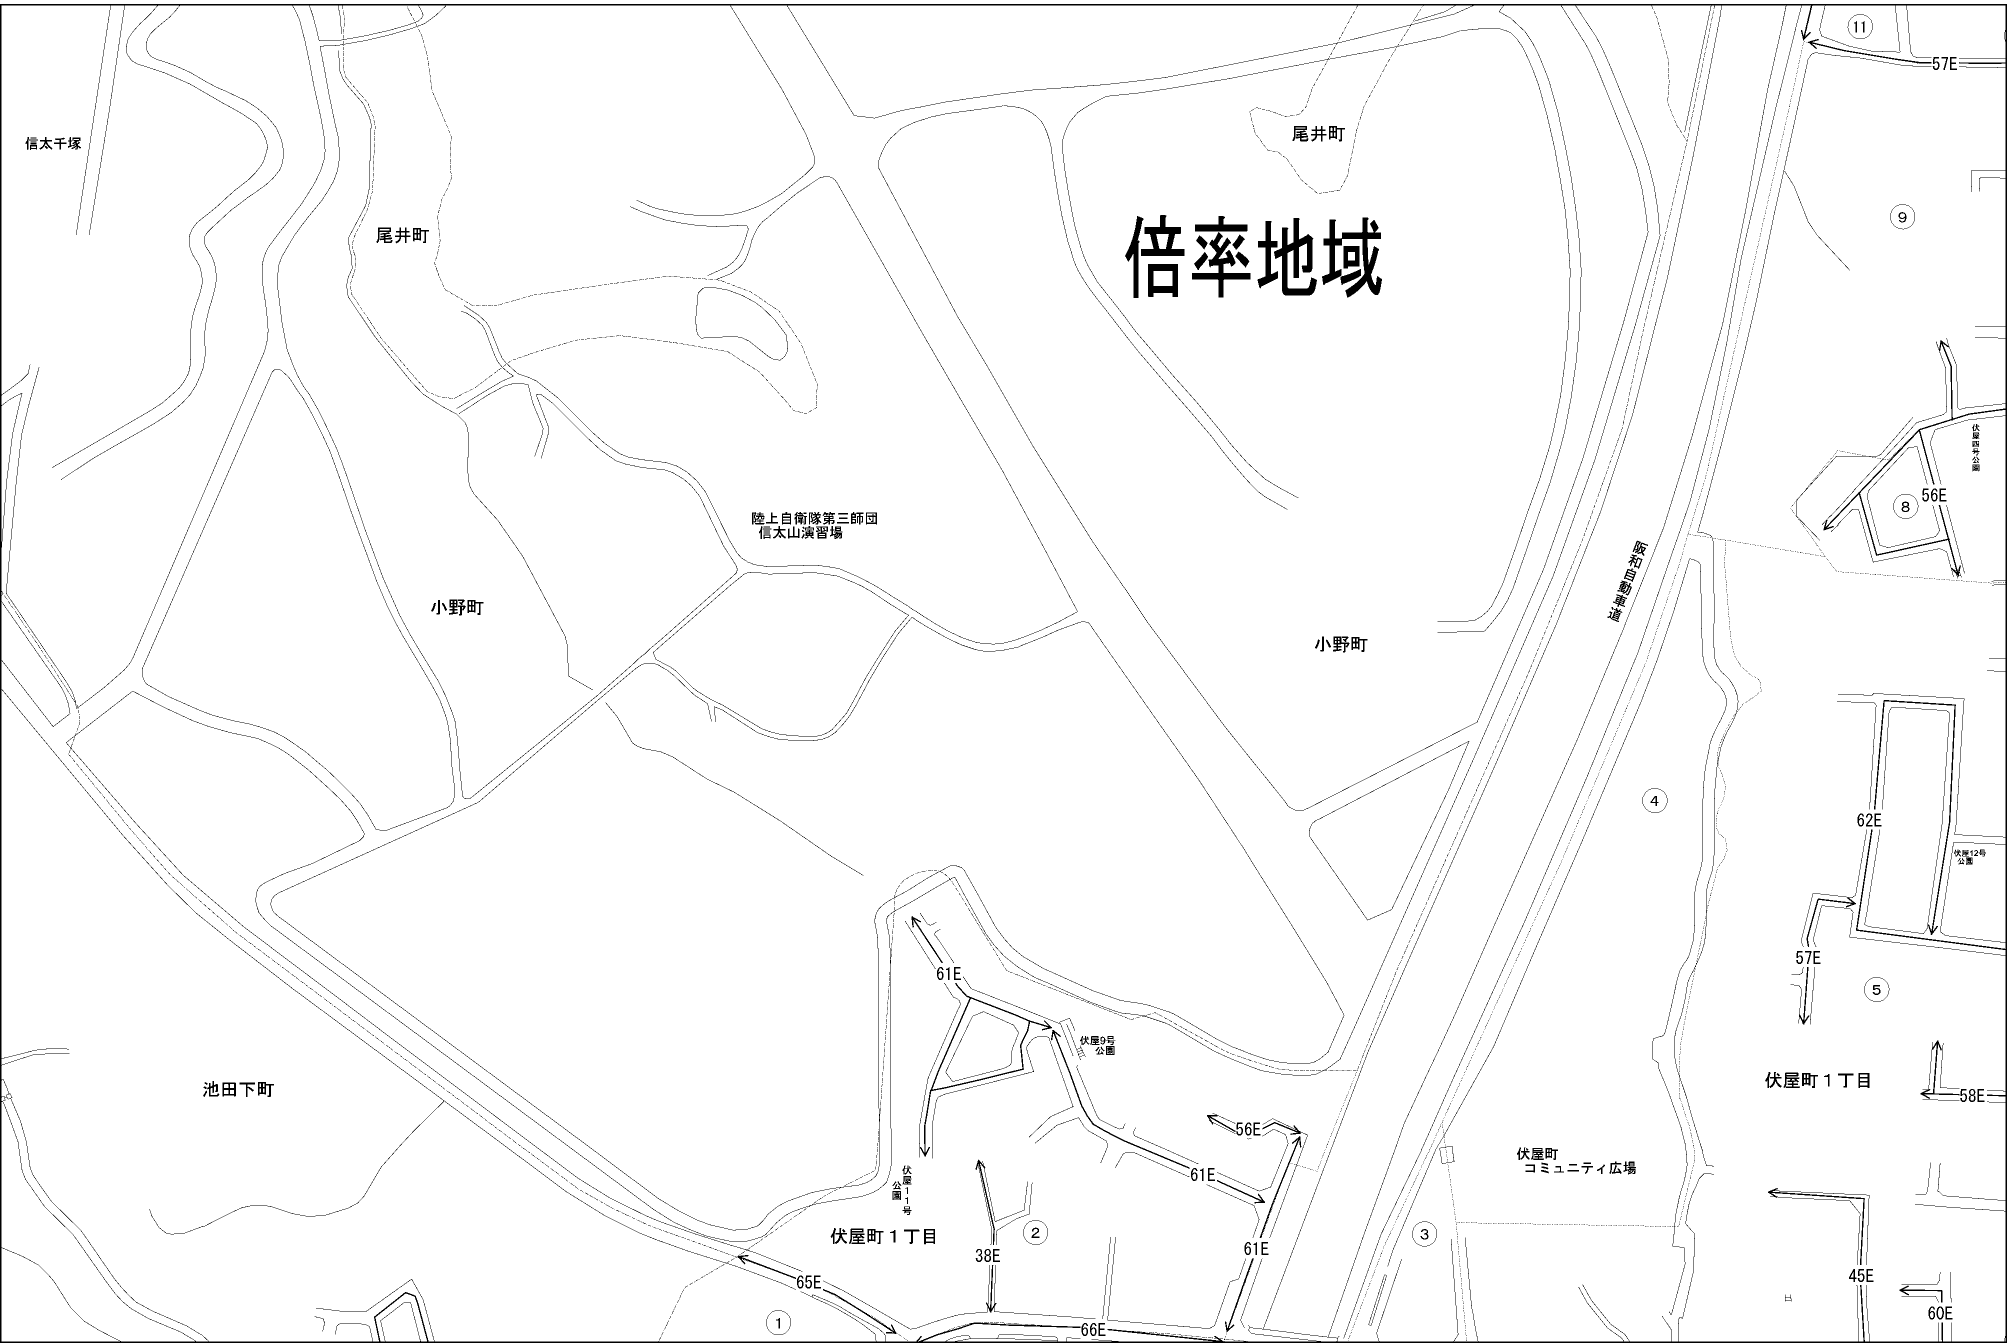 ⑪
57E
信太千塚
尾井町
⑨
尾井町
倍率地域
伏屋四号公園
56E
⑧
陸上自衛隊第三師団
信太山演習場
阪和自動車道
小野町
小野町
④
62E
伏屋12号
公園
57E
61E
⑤
伏屋9号
公園
伏屋町１丁目
池田下町
58E
56E
伏屋町
コミュニティ広場
61E
伏屋１１号
公園
伏屋町１丁目
②
③
61E
38E
65E
45E
60E
①
66E